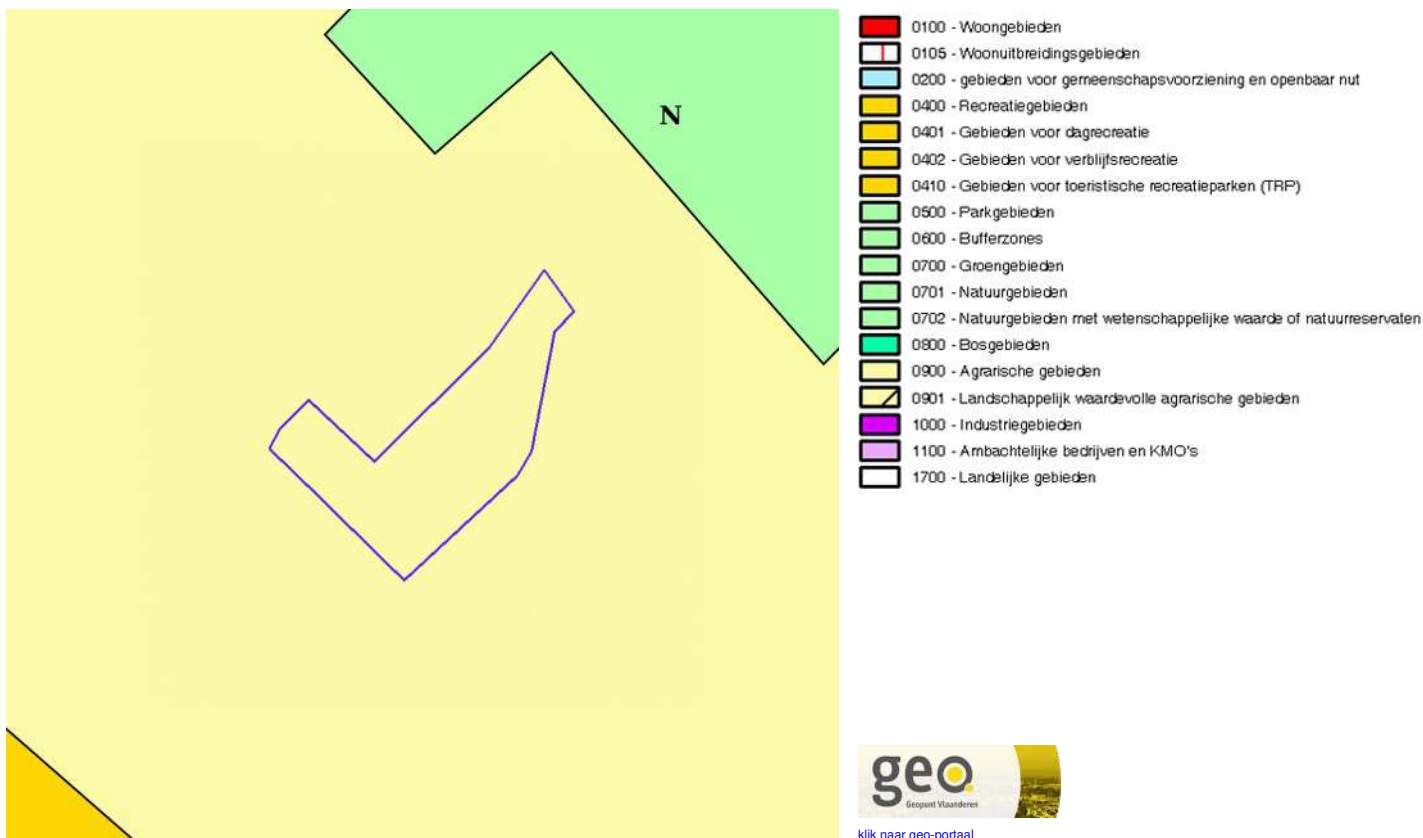 N
0100 - Woongebieden
0105 - Woonuitbreidingsgebieden
0200 - gebieden voor gemeenschapsvoorziening en openbaar nut
0400 - Recreatiegebieden
0401 - Gebieden voor dagrecreatie
0402 - Gebieden voor verblijfsrecreatie
0410 - Gebieden voor toeristische recreatieparken (TRP)
0500 - Parkgebieden
0600 - Bufferzones
0700 - Groengebieden
0701 - Natuurgebieden
0702 - Natuurgebieden met wetenschappelijke waarde of natuurreservaten
0800 - Bosgebieden
0900 - Agrarische gebieden
0901 - Landschappelijk waardevolle agrarische gebieden
1000 - Industriegebieden
1100 - Ambachtelijke bedrijven en KMO's
1700 - Landelijke gebieden
geo
Geopunt Vlaanderen
klik naar geo-portaal